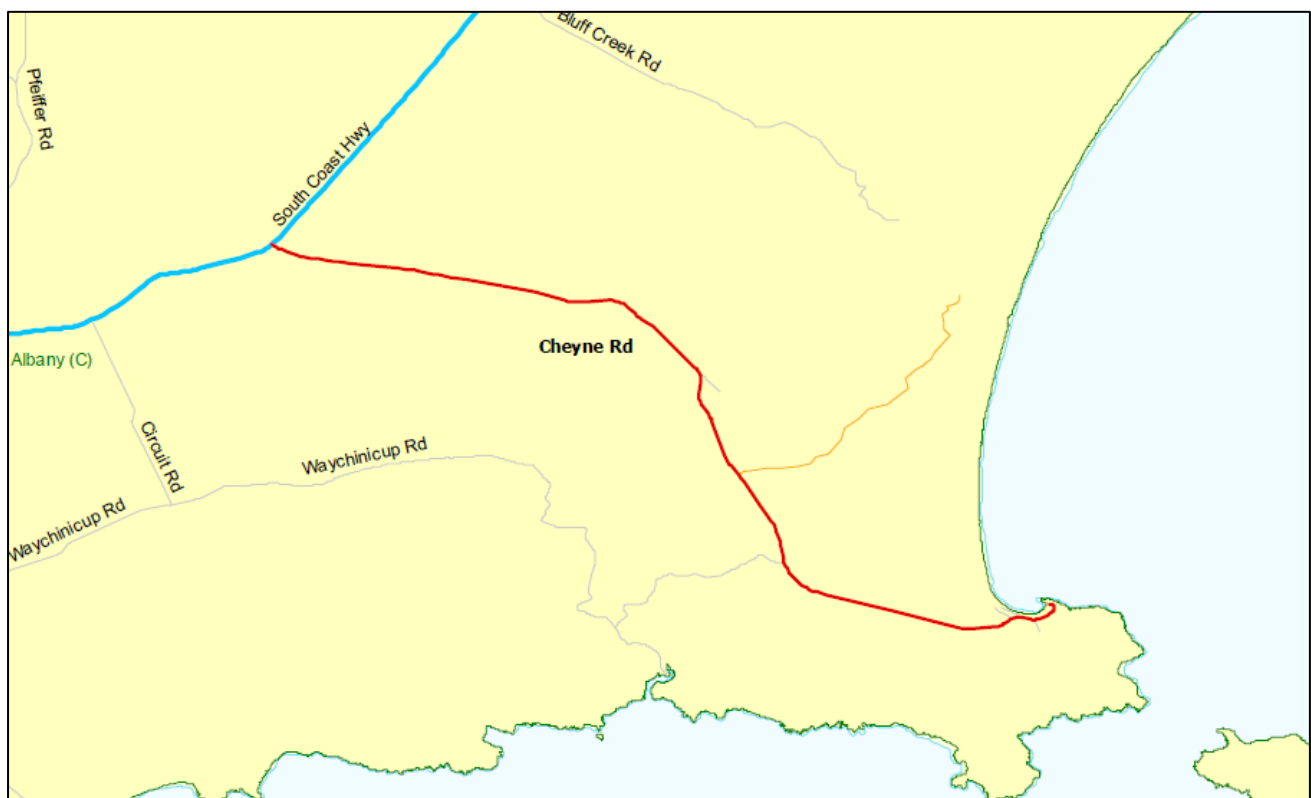 Bluff Creek Rd
Pfeiffer Rd
South Coast Hwy
Cheyne Rd
Albany (C)
Circuit Rd
Waychinicup Rd
Waychinicup Rd